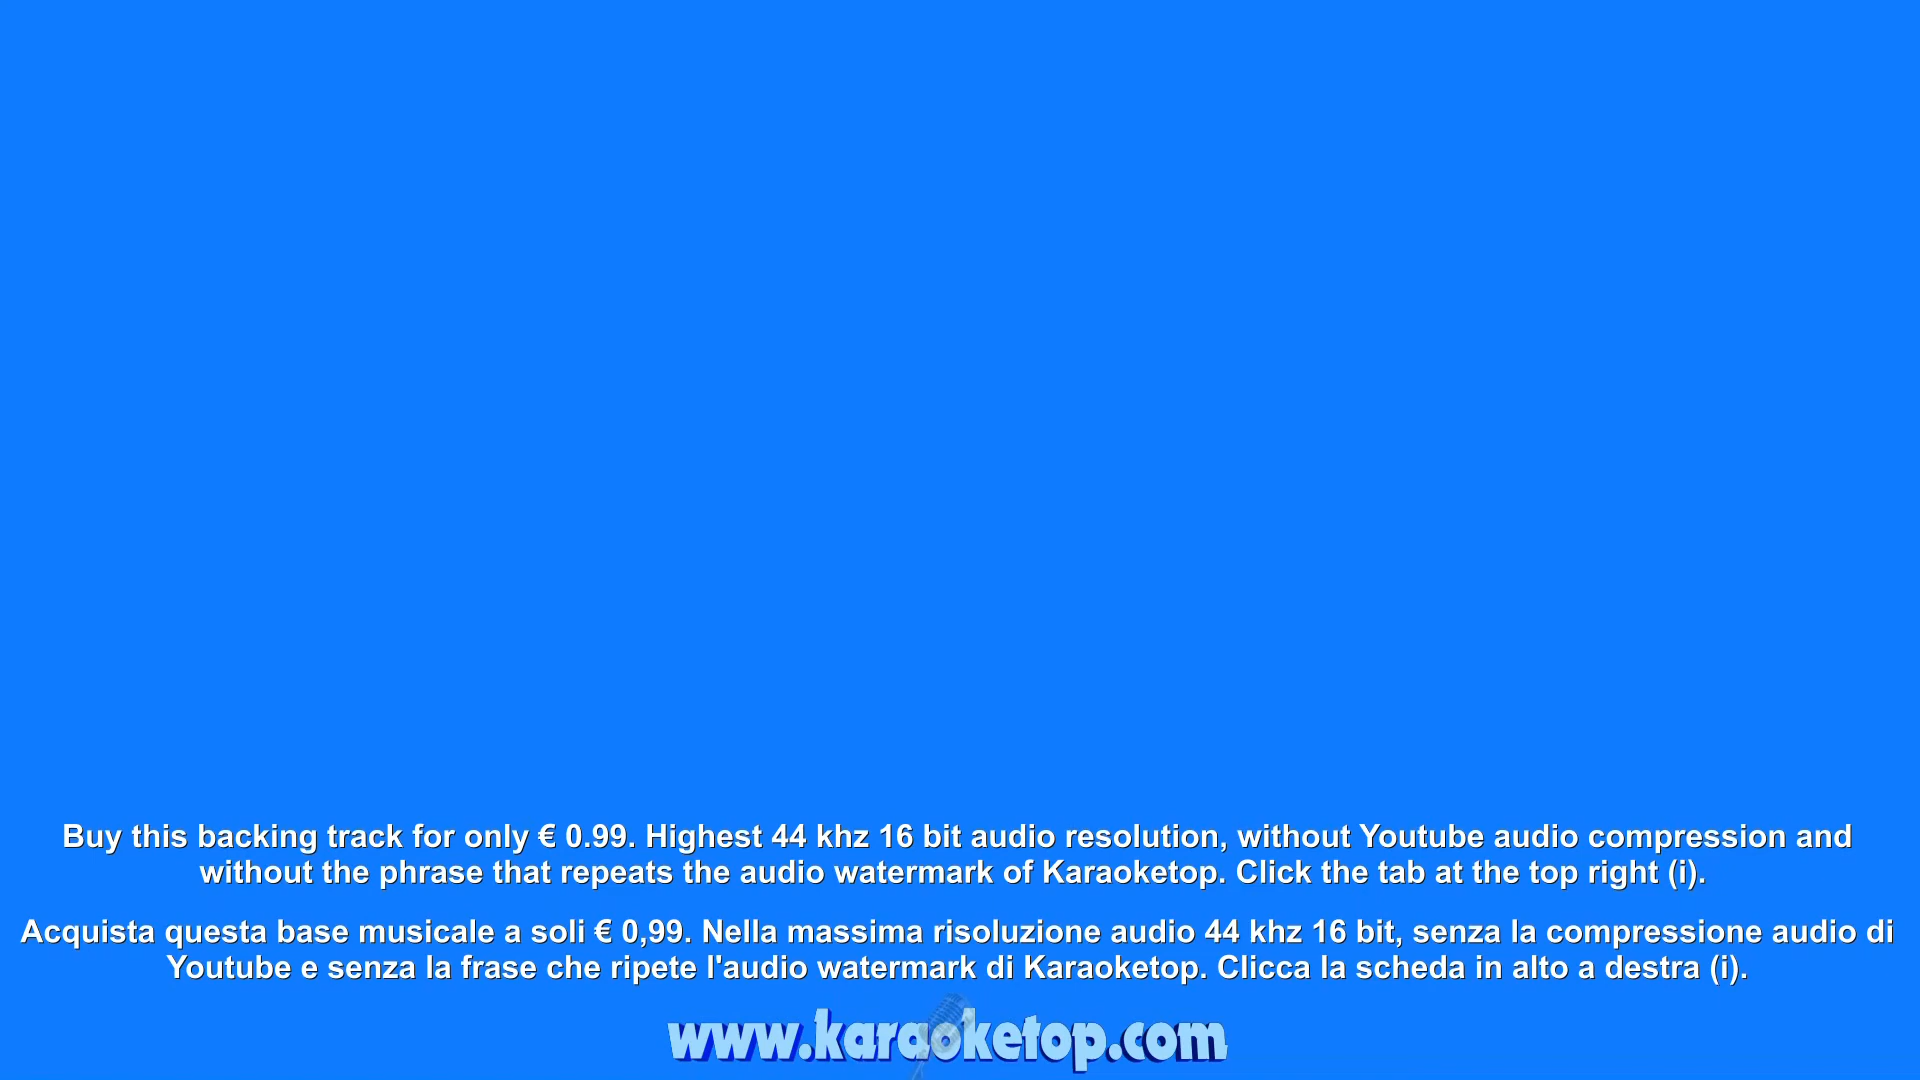 Buy this backing track for only € 0.99. Highest 44 khz 16 bit audio resolution, without Youtube audio compression and
without the phrase that repeats the audio watermark of Karaoketop. Click the tab at the top right (i).
Acquista questa base musicale a soli € 0,99. Nella massima risoluzione audio 44 khz 16 bit, senza la compressione audio di
Youtube e senza la frase che ripete l'audio watermark di Karaoketop. Clicca la scheda in alto a destra (i).
www.karaoketop.com